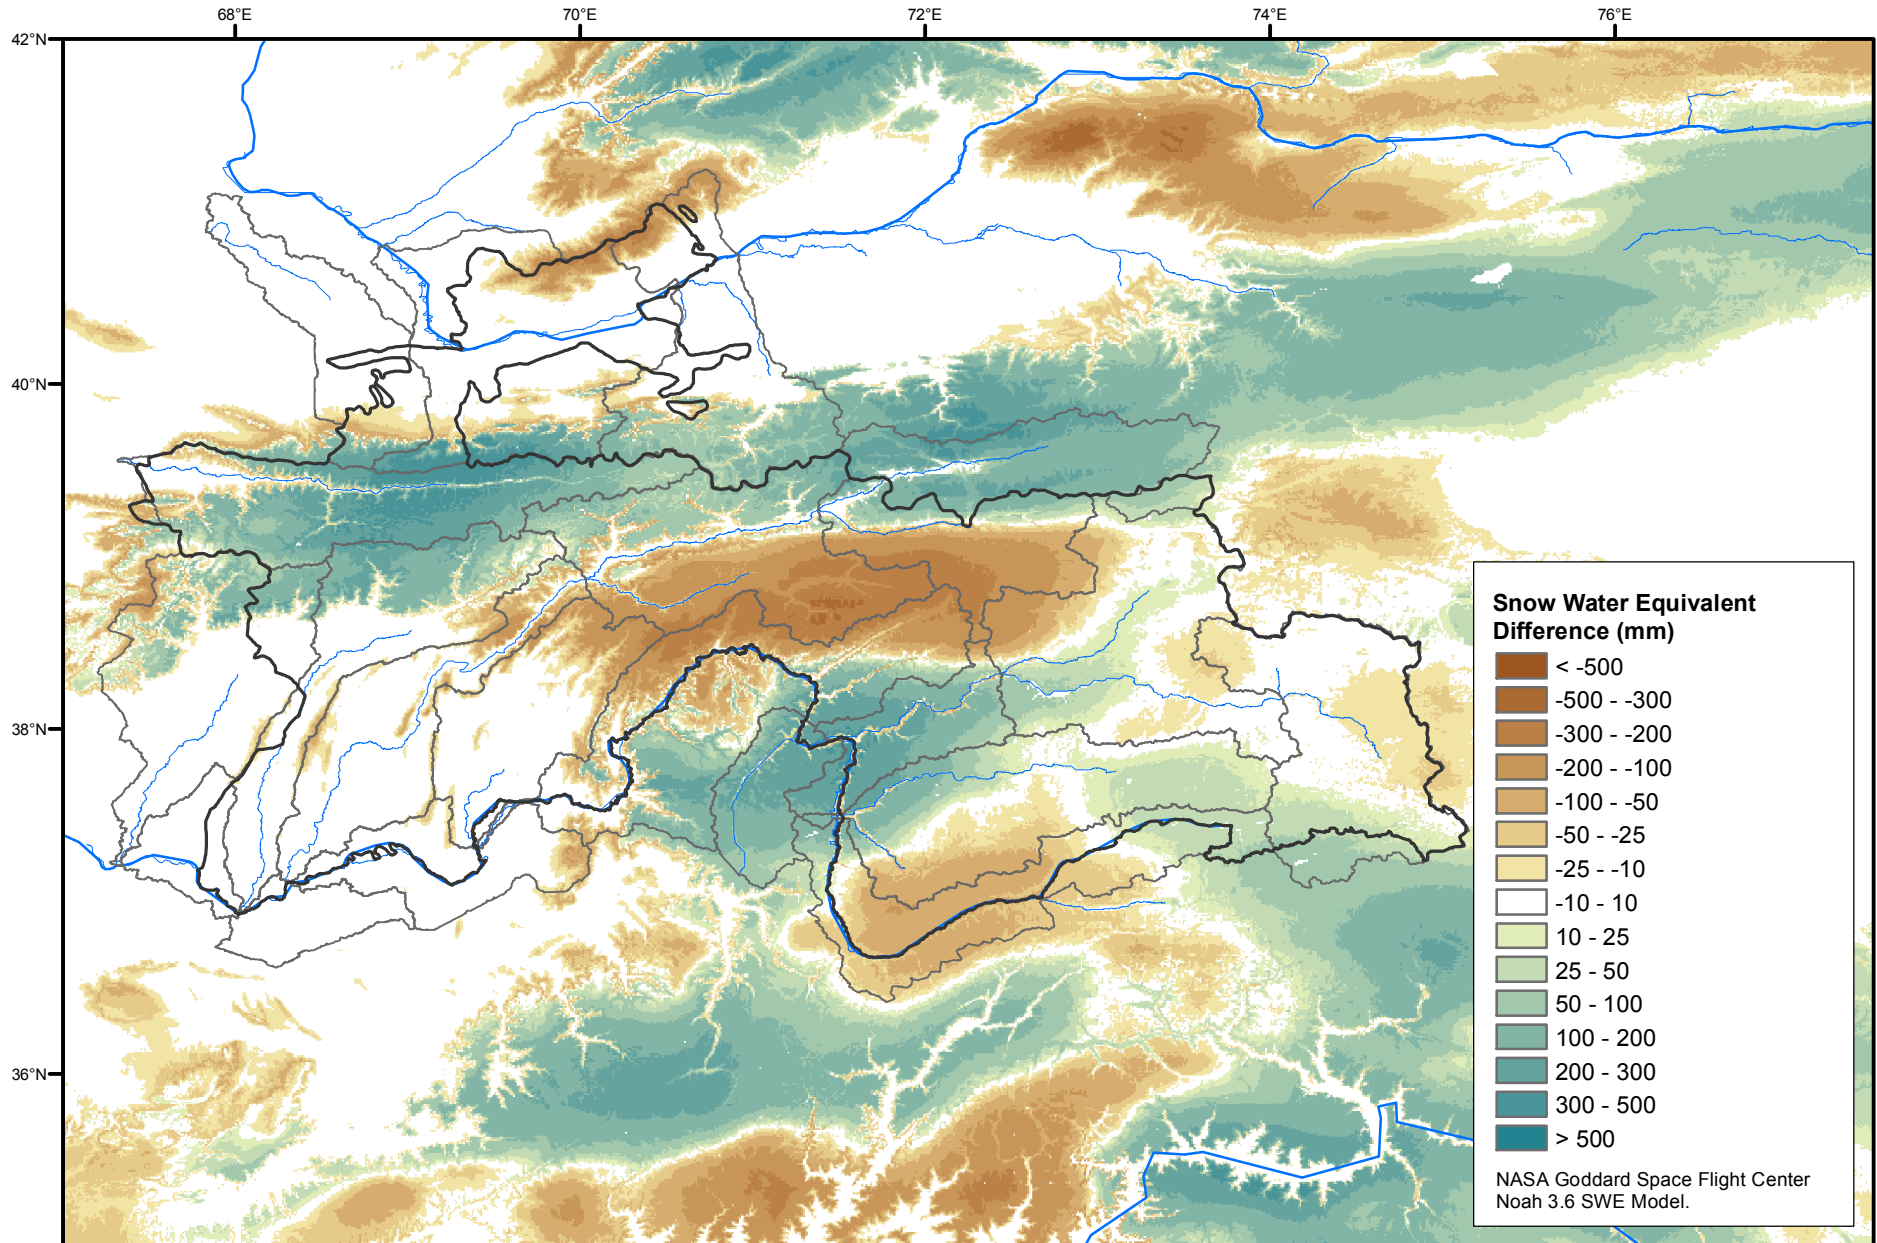 68°E 70°E 72°E 74°E 76°E
42°N
40°N
38°N
36°N
Snow Water Equivalent
Difference (mm)
< -500
-500 - -300
-300 - -200
-200 - -100
-100 - -50
-50 - -25
-25 - -10
-10 - 10
10 - 25
25 - 50
50 - 100
100 - 200
200 - 300
300 - 500
> 500
NASA Goddard Space Flight Center
Noah 3.6 SWE Model.